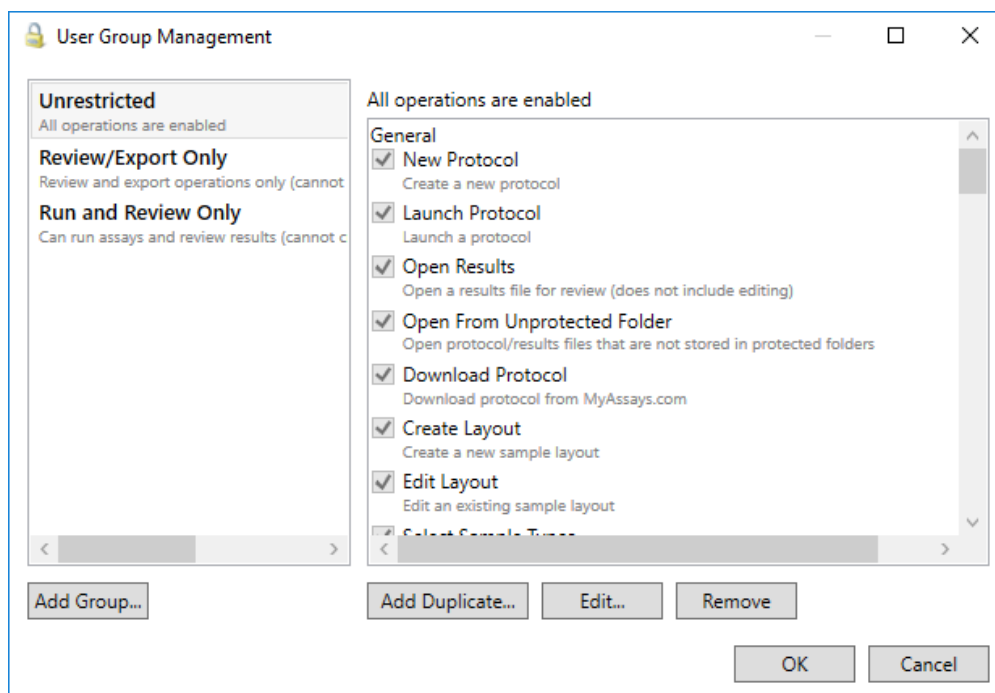 User Group Management
Unrestricted
All operations are enabled
Review/Export Only
Review and export operations only (cannot
Run and Review Only
Can run assays and review results (cannot c
All operations are enabled
General
New Protocol
Create a new protocol
Launch Protocol
Launch a protocol
Open Results
Open a results file for review (does not include editing)
Open From Unprotected Folder
Open protocol/results files that are not stored in protected folders
Download Protocol
Download protocol from MyAssays.com
Create Layout
Create a new sample layout
Edit Layout
Edit an existing sample layout
Select Sample Types
Add Group...
Add Duplicate...
Edit...
Remove
OK
Cancel